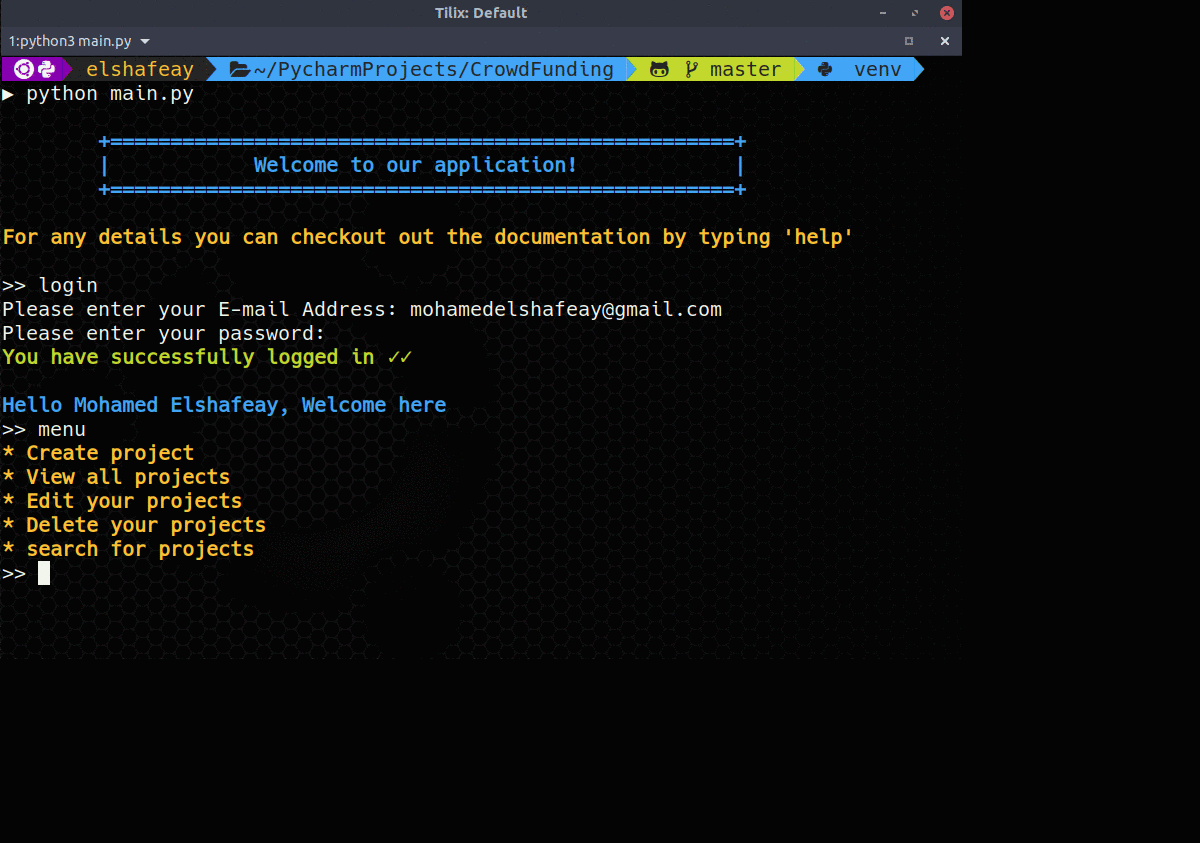 Tilix: Default
1:python3 main.py
elshafeay ~/PycharmProjects/CrowdFunding master venv
▶ python main.py
+====================================================+
| Welcome to our application! |
+====================================================+
For any details you can checkout out the documentation by typing 'help'
>> login
Please enter your E-mail Address: mohamedelshafeay@gmail.com
Please enter your password:
You have successfully logged in ✓✓
Hello Mohamed Elshafeay, Welcome here
>> menu
* Create project
* View all projects
* Edit your projects
* Delete your projects
* search for projects
>>